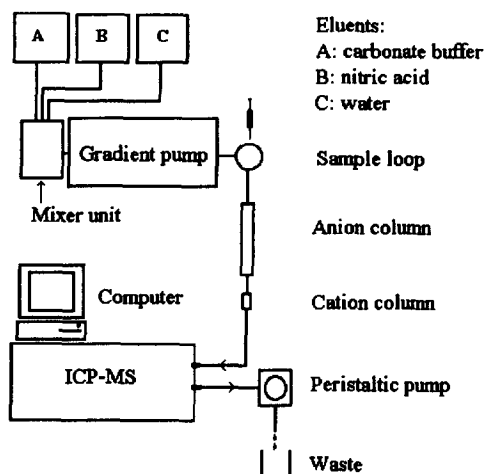 A B C
Eluents:
A: carbonate buffer
B: nitric acid
C: water
Gradient pump
Sample loop
Mixer unit
Anion column
Computer
Cation column
ICP-MS
Peristaltic pump
Waste